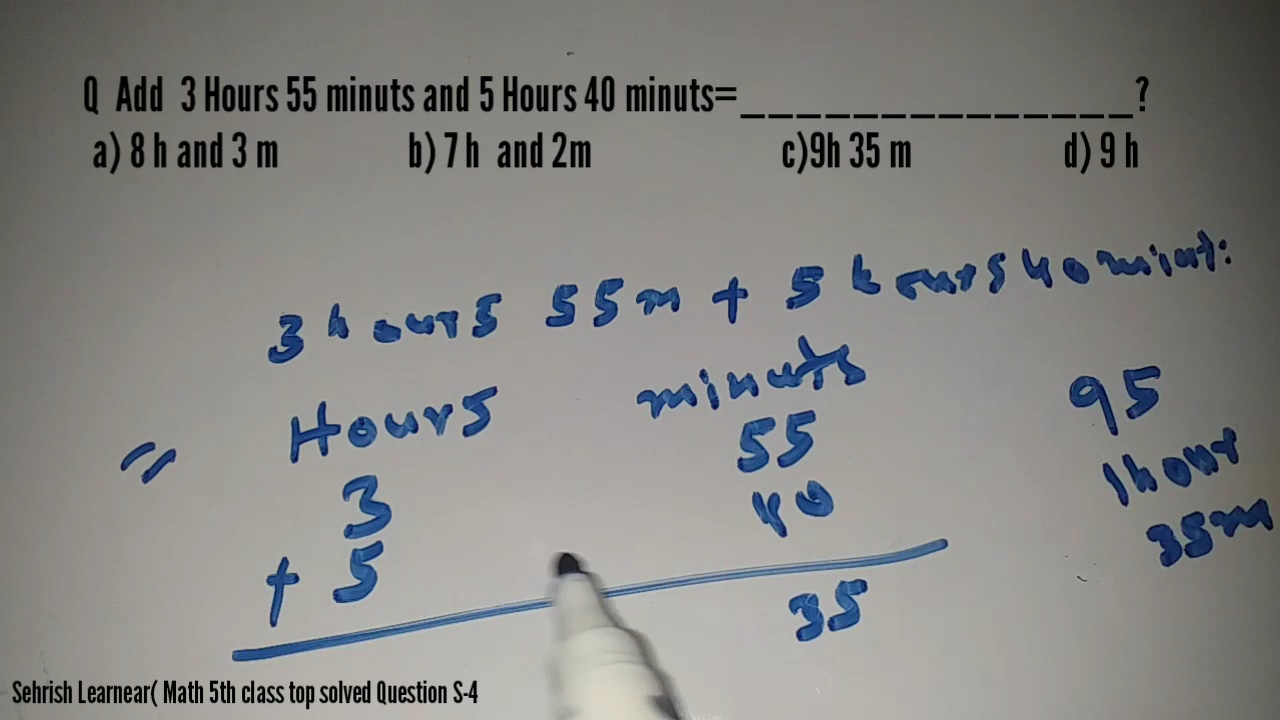 Q Add 3 Hours 55 minuts and 5 Hours 40 minuts=______________?
a) 8 h and 3 m b) 7 h and 2m c)9h 35 m d) 9 h
3 hours 55m + 5 hours 40 minut:
= Hours minuts
3 55 95
+ 5 40 1 hour
35 35m
Sehrish Learnear( Math 5th class top solved Question S-4